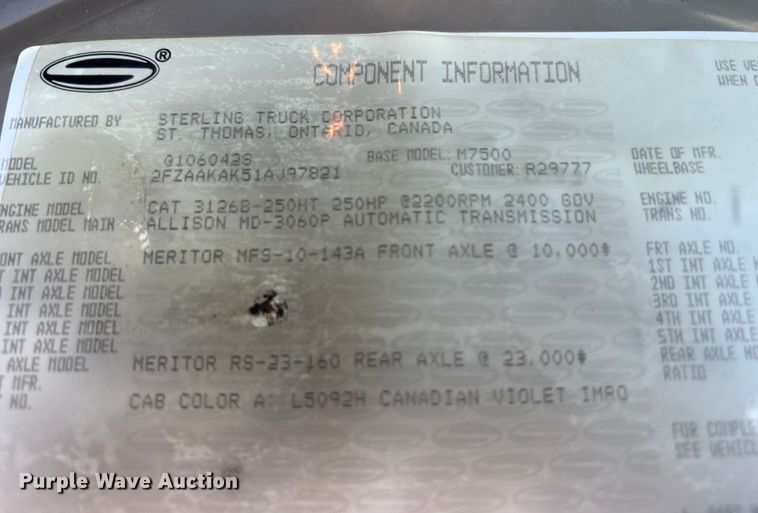 ®
COMPONENT INFORMATION
USE VE
WHEN
MANUFACTURED BY STERLING TRUCK CORPORATION
ST. THOMAS, ONTARIO, CANADA
MODEL Q106042S BASE MODEL: M7500 DATE OF MFR.
VEHICLE ID NO. 2FZAAKAK51AJ97821 CUSTOMER: R29777 WHEELBASE
ENGINE MODEL CAT 3126B-250HT 250HP @2200RPM 2400 GOV ENGINE NO.
TRANS MODEL MAIN ALLISON MD-3060P AUTOMATIC TRANSMISSION TRANS NO.
ONT AXLE MODEL MERITOR MFS-10-143A FRONT AXLE @ 10,000# FRT AXLE NO.
T INT AXLE MODEL 1ST INT AXLE
INT AXLE MODEL 2ND INT AXLE
INT AXLE MODEL 3RD INT AXLE
INT AXLE MODEL 4TH INT AXLE
INT AXLE MODEL 5TH INT AXLE
AXLE MODEL MERITOR RS-23-160 REAR AXLE @ 23,000# REAR AXLE NO
T MFR. RATIO
NO. CAB COLOR A: L5092H CANADIAN VIOLET IMRO
FOR COMPLE
SEE VEHIC
Purple Wave Auction